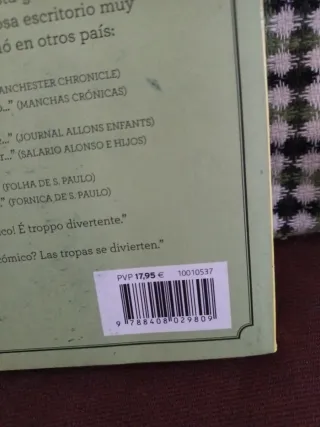 osa escritorio muy
ó en otros país:
ANCHESTER CHRONICLE)
..." (MANCHAS CRÓNICAS)
..." (JOURNAL ALLONS ENFANTS)
r..." (SALARIO ALONSO E HIJOS)
(FOLHA DE S. PAULO)
." (FORNICA DE S. PAULO)
ico! É troppo divertente."
cómico? Las tropas se divierten."
PVP 17,95 € 10010537
9 788408 029809